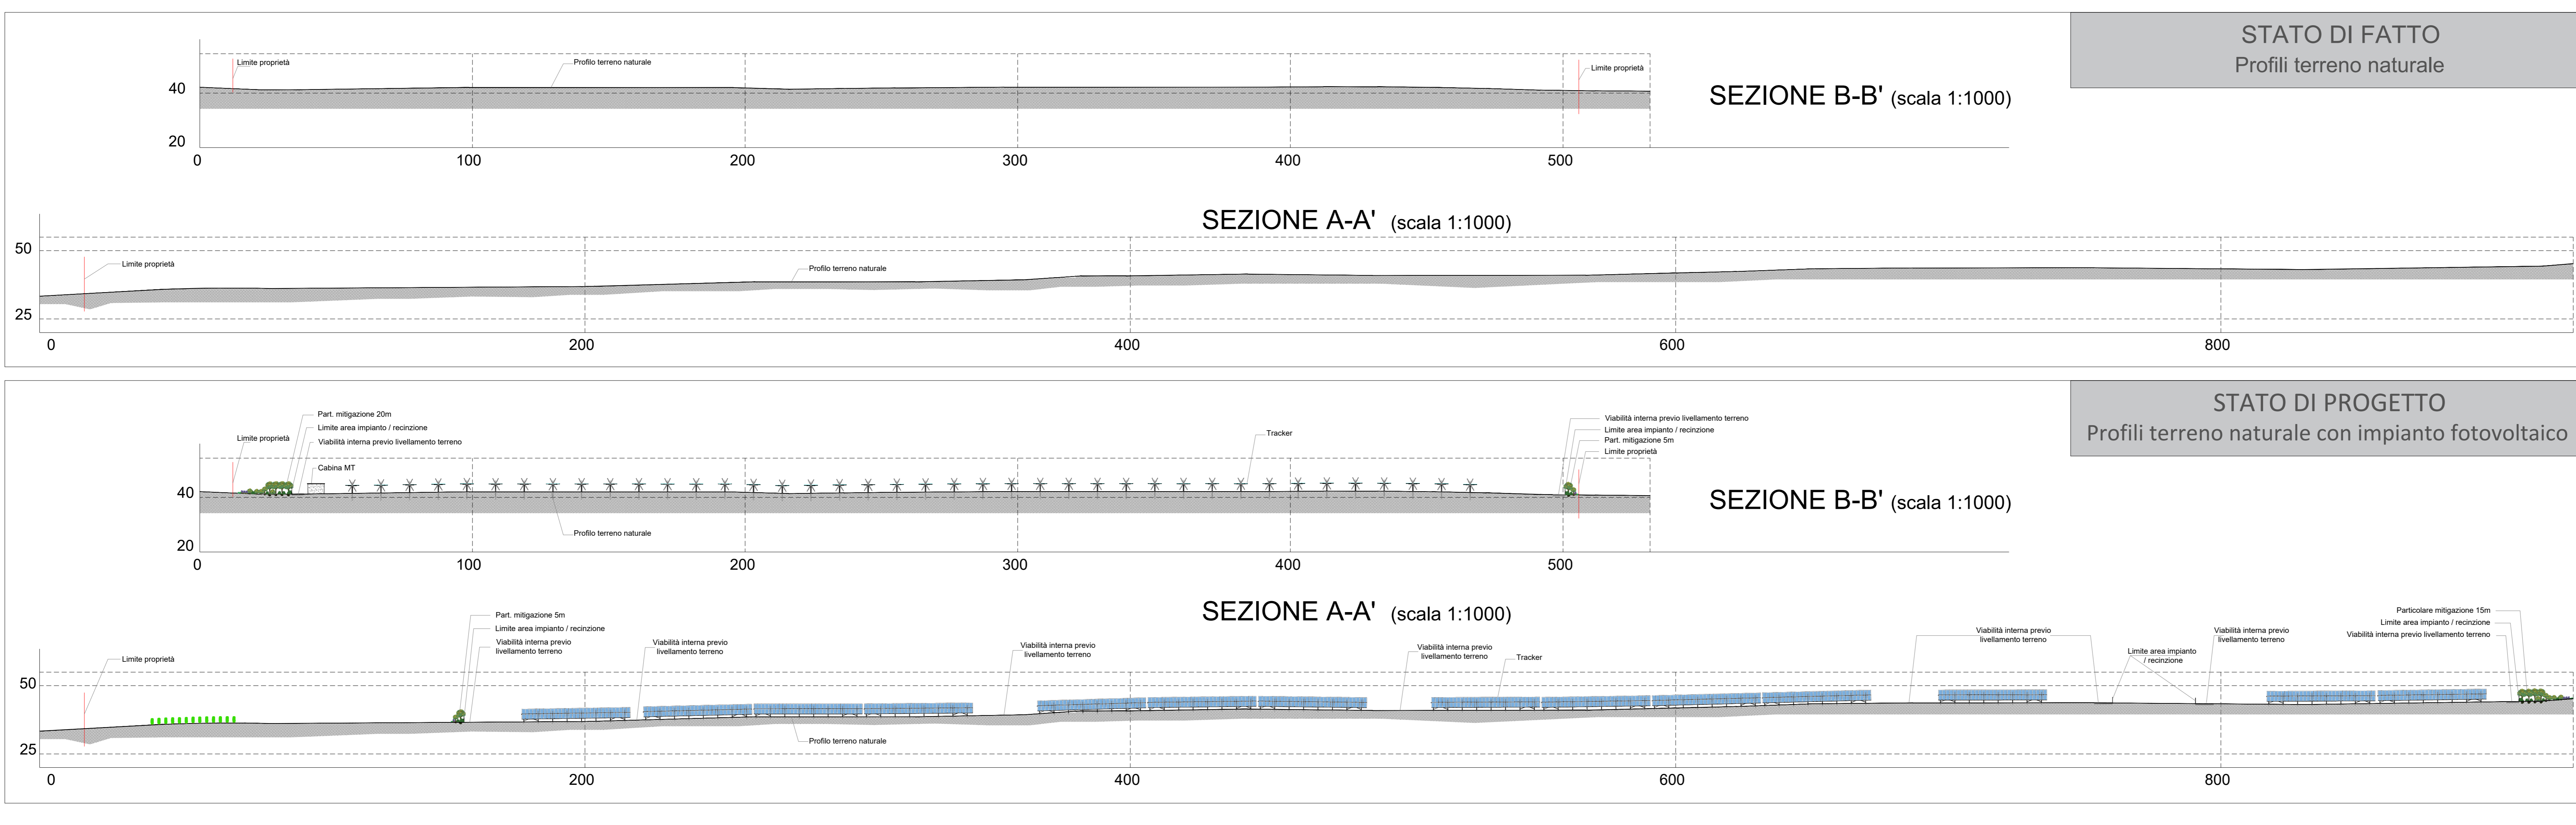 STATO DI FATTO
Profili terreno naturale
Limite proprietà
Profilo terreno naturale
Limite proprietà
40
20
SEZIONE B-B' (scala 1:1000)
0
100
200
300
400
500
SEZIONE A-A' (scala 1:1000)
50
Limite proprietà
Profilo terreno naturale
25
0
200
400
600
800
STATO DI PROGETTO
Profili terreno naturale con impianto fotovoltaico
Part. mitigazione 20m
Limite area impianto / recinzione
Limite proprietà
Viabilità interna previo livellamento terreno
Cabina MT
Tracker
Viabilità interna previo livellamento terreno
Limite area impianto / recinzione
Part. mitigazione 5m
Limite proprietà
40
20
Profilo terreno naturale
SEZIONE B-B' (scala 1:1000)
0
100
200
300
400
500
SEZIONE A-A' (scala 1:1000)
Part. mitigazione 5m
Limite area impianto / recinzione
Viabilità interna previo
livellamento terreno
Viabilità interna previo
livellamento terreno
Viabilità interna previo
livellamento terreno
Viabilità interna previo
livellamento terreno
Tracker
Viabilità interna previo
livellamento terreno
Limite area impianto
/ recinzione
Viabilità interna previo
livellamento terreno
Particolare mitigazione 15m
Limite area impianto / recinzione
Viabilità interna previo livellamento terreno
Limite proprietà
50
25
Profilo terreno naturale
0
200
400
600
800